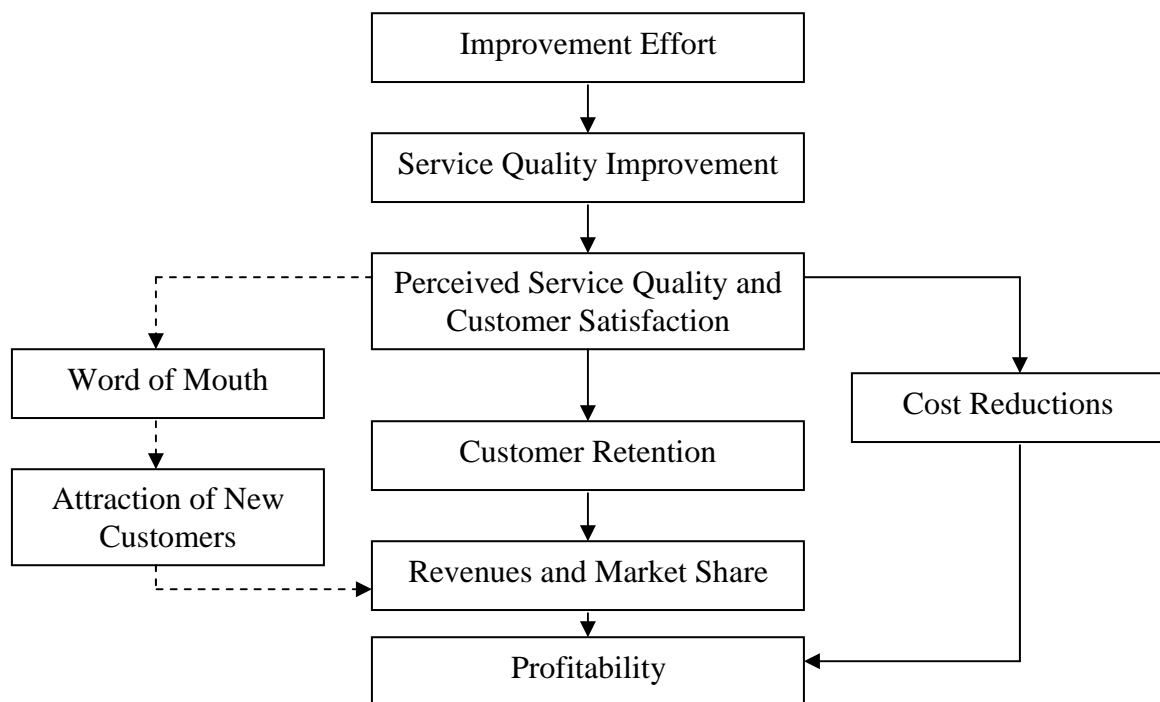 Improvement Effort
Service Quality Improvement
Perceived Service Quality and
Customer Satisfaction
Word of Mouth
Cost Reductions
Customer Retention
Attraction of New
Customers
Revenues and Market Share
Profitability